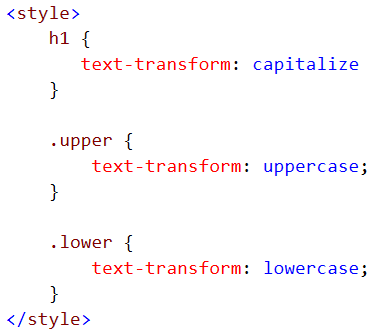 <style>
    h1 {
       text-transform: capitalize
    }

    .upper {
        text-transform: uppercase;
    }

    .lower {
        text-transform: lowercase;
    }
</style>